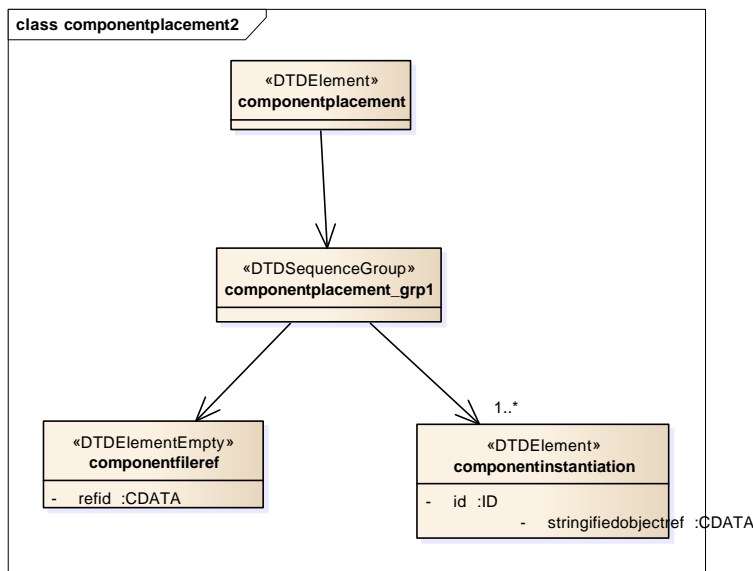 class componentplacement2
«DTDElement»
componentplacement
«DTDSequenceGroup»
componentplacement_grp1
1..*
«DTDElementEmpty»
componentfileref
- refid :CDATA
«DTDElement»
componentinstantiation
- id :ID
- stringifiedobjectref :CDATA